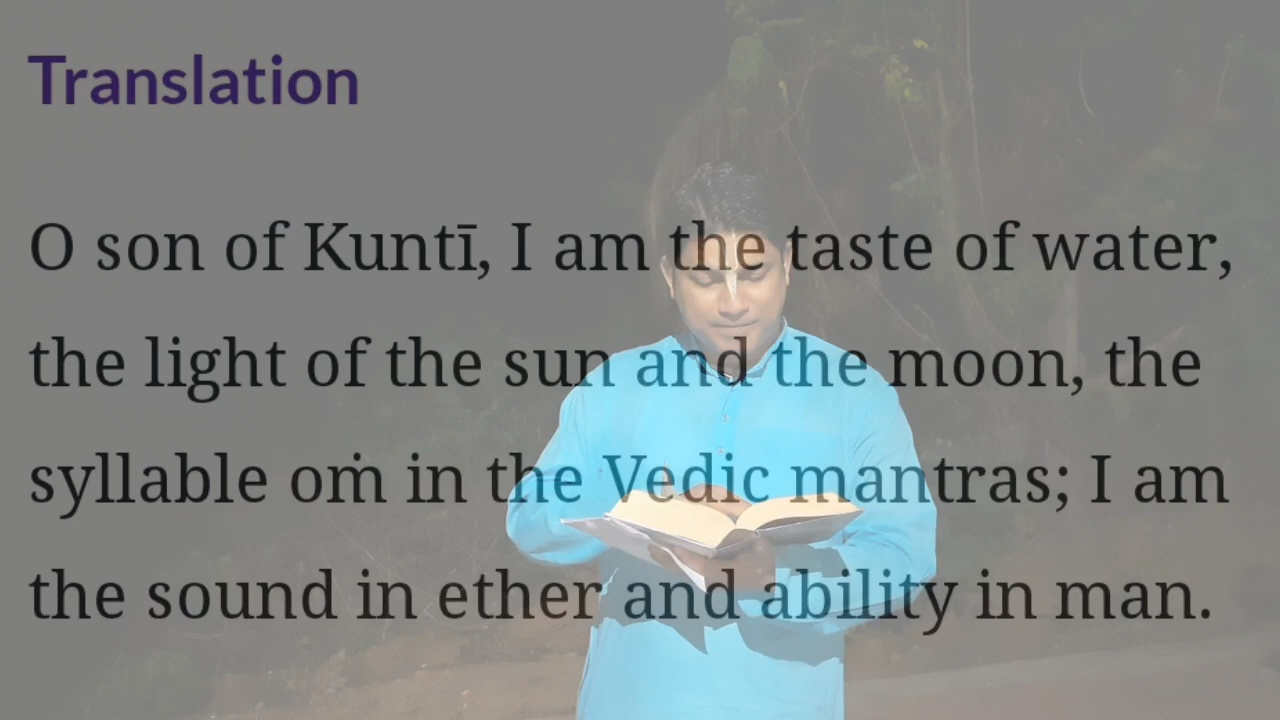 Translation
O son of Kuntī, I am the taste of water,
the light of the sun and the moon, the
syllable oṁ in the Vedic mantras; I am
the sound in ether and ability in man.